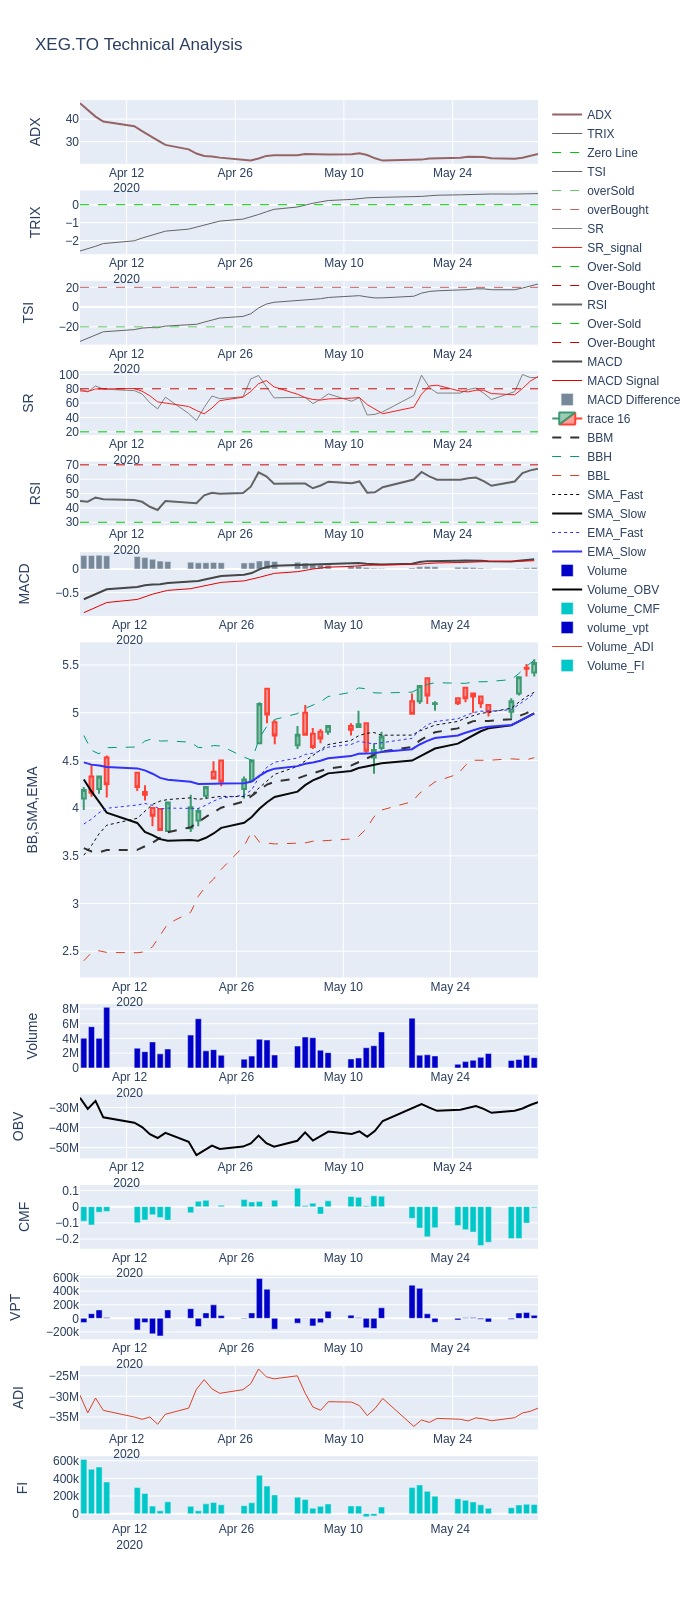 XEG.TO Technical Analysis
ADX
40
30
Apr 12
2020
Apr 26
May 10
May 24
TRIX
0
−1
−2
Apr 12
2020
Apr 26
May 10
May 24
TSI
20
0
−20
Apr 12
2020
Apr 26
May 10
May 24
SR
100
80
60
40
20
Apr 12
2020
Apr 26
May 10
May 24
RSI
70
60
50
40
30
Apr 12
2020
Apr 26
May 10
May 24
MACD
0
−0.5
Apr 12
2020
Apr 26
May 10
May 24
BB,SMA,EMA
5.5
5
4.5
4
3.5
3
2.5
Apr 12
2020
Apr 26
May 10
May 24
Volume
8M
6M
4M
2M
0
Apr 12
2020
Apr 26
May 10
May 24
OBV
−30M
−40M
−50M
Apr 12
2020
Apr 26
May 10
May 24
CMF
0.1
0
−0.1
−0.2
Apr 12
2020
Apr 26
May 10
May 24
VPT
600k
400k
200k
0
−200k
Apr 12
2020
Apr 26
May 10
May 24
ADI
−25M
−30M
−35M
Apr 12
2020
Apr 26
May 10
May 24
FI
600k
400k
200k
0
Apr 12
2020
Apr 26
May 10
May 24
ADX
TRIX
Zero Line
TSI
overSold
overBought
SR
SR_signal
Over-Sold
Over-Bought
RSI
Over-Sold
Over-Bought
MACD
MACD Signal
MACD Difference
trace 16
BBM
BBH
BBL
SMA_Fast
SMA_Slow
EMA_Fast
EMA_Slow
Volume
Volume_OBV
Volume_CMF
volume_vpt
Volume_ADI
Volume_FI